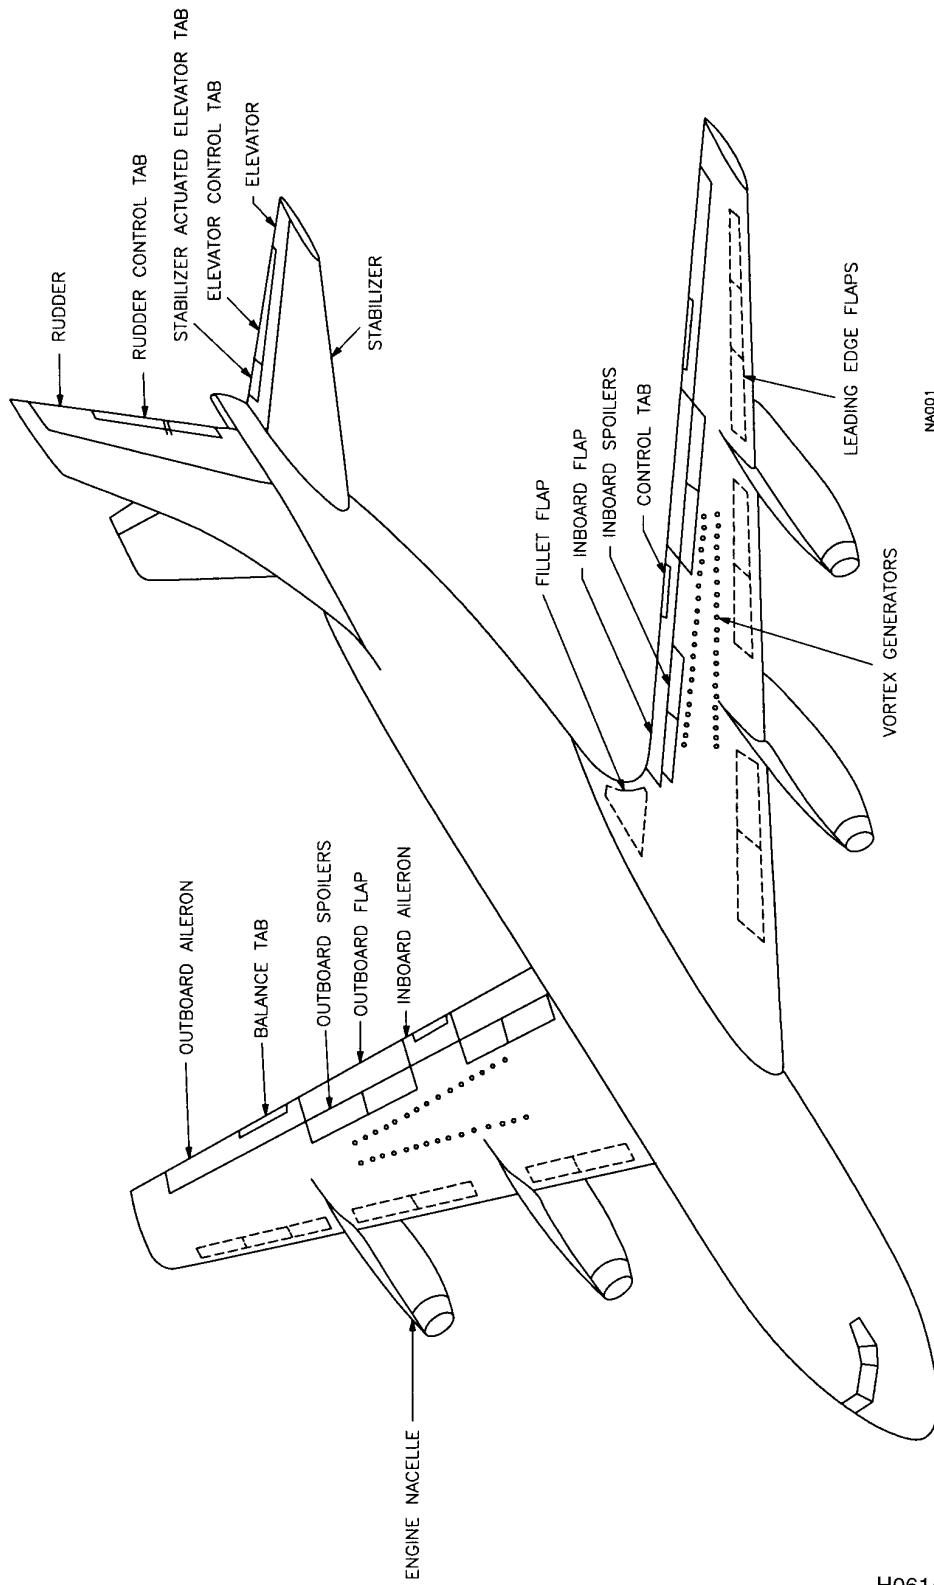 RUDDER
RUDDER CONTROL TAB
STABILIZER ACTUATED ELEVATOR TAB
ELEVATOR CONTROL TAB
ELEVATOR
STABILIZER
OUTBOARD AILERON
BALANCE TAB
OUTBOARD SPOILERS
OUTBOARD FLAP
INBOARD AILERON
FILLET FLAP
INBOARD FLAP
INBOARD SPOILERS
CONTROL TAB
ENGINE NACELLE
VORTEX GENERATORS
LEADING EDGE FLAPS
NA001